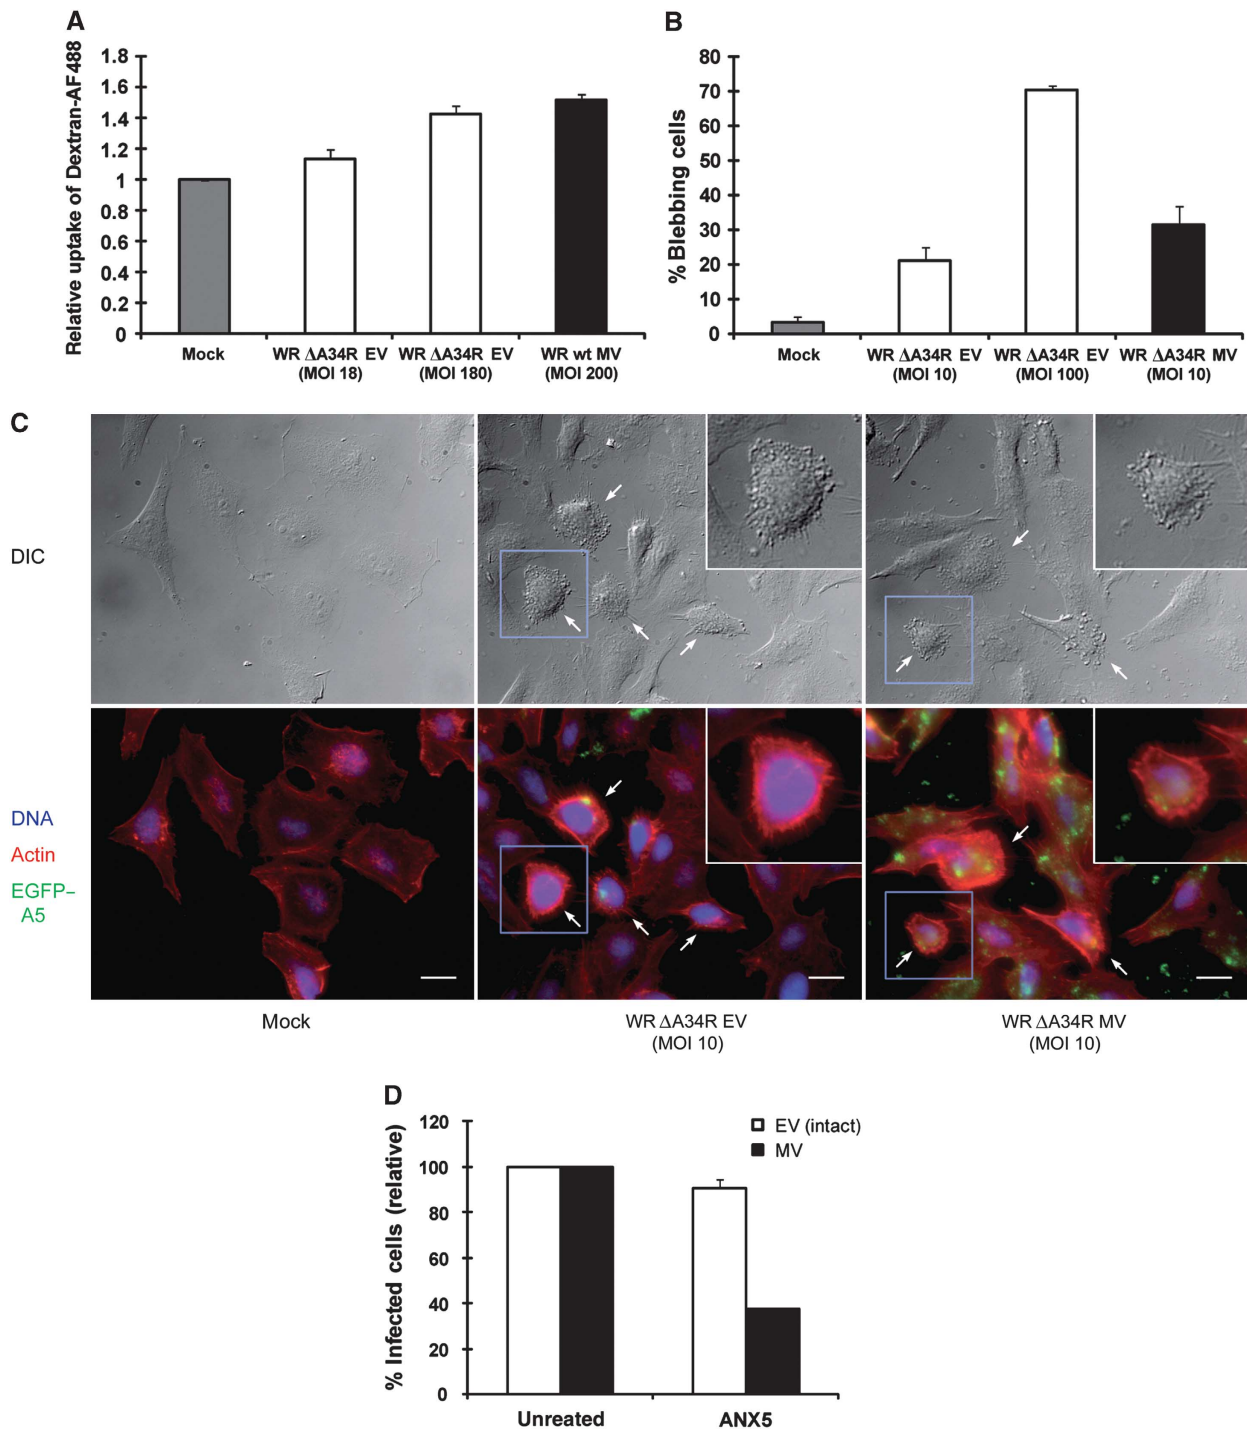 A
Relative uptake of Dextran-AF488
1.8
1.6
1.4
1.2
1
0.8
0.6
0.4
0.2
0
Mock
WR ΔA34R EV
(MOI 18)
WR ΔA34R EV
(MOI 180)
WR wt MV
(MOI 200)
B
% Blebbing cells
80
70
60
50
40
30
20
10
0
Mock
WR ΔA34R EV
(MOI 10)
WR ΔA34R EV
(MOI 100)
WR ΔA34R MV
(MOI 10)
C
DIC
DNA
Actin
EGFP–
A5
Mock
WR ΔA34R EV
(MOI 10)
WR ΔA34R MV
(MOI 10)
D
% Infected cells (relative)
120
100
80
60
40
20
0
EV (intact)
MV
Unreated
ANX5